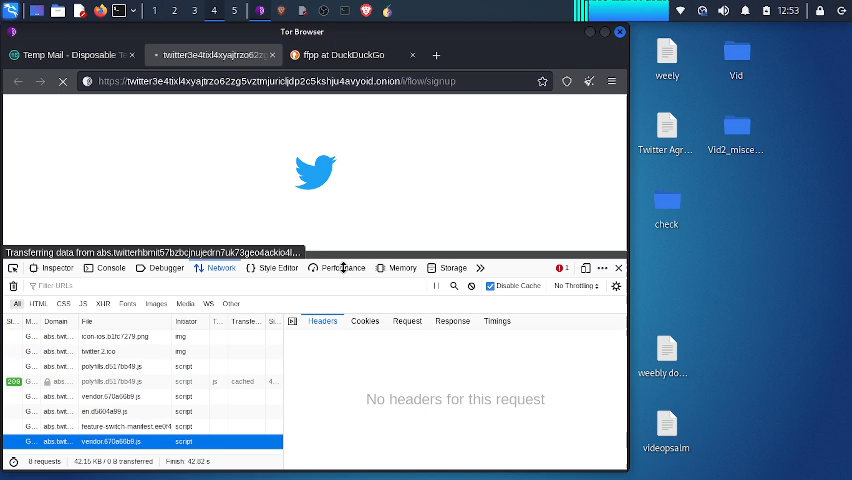 1 2 3 4 5
12:53
Tor Browser
Temp Mail - Disposable Te
twitter3e4tixl4xyajtrzo62zg
ffpp at DuckDuckGo
https://twitter3e4tixl4xyajtrzo62zg5vztmjuricljdp2c5kshju4avyoid.onion/i/flow/signup
weely
Vid
Twitter Agr...
Vid2_misce...
check
Transferring data from abs.twitterhbmit57bzbcjnujedrn7uk73geo4ackio4l...
Inspector
Console
Debugger
Network
Style Editor
Performance
Memory
Storage
1
Filter URLs
Disable Cache
No Throttling
All HTML CSS JS XHR Fonts Images Media WS Other
St... M... Domain File Initiator T... Transfe... Si...
Headers Cookies Request Response Timings
G... abs.twit... icon-ios.b1fc7279.png img
G... abs.twit... twitter.2.ico img
G... abs.twit... polyfills.d517bb49.js script
200 G... abs.... polyfills.d517bb49.js script js cached 4...
G... abs.twit... vendor.670a66b9.js script
G... abs.twit... en.d5604a99.js script
G... abs.twit... feature-switch-manifest.ee0f4 script
G... abs.twit... vendor.670a66b9.js script
No headers for this request
8 requests 42.15 KB / 0 B transferred Finish: 42.82 s
weebly do...
videopsalm